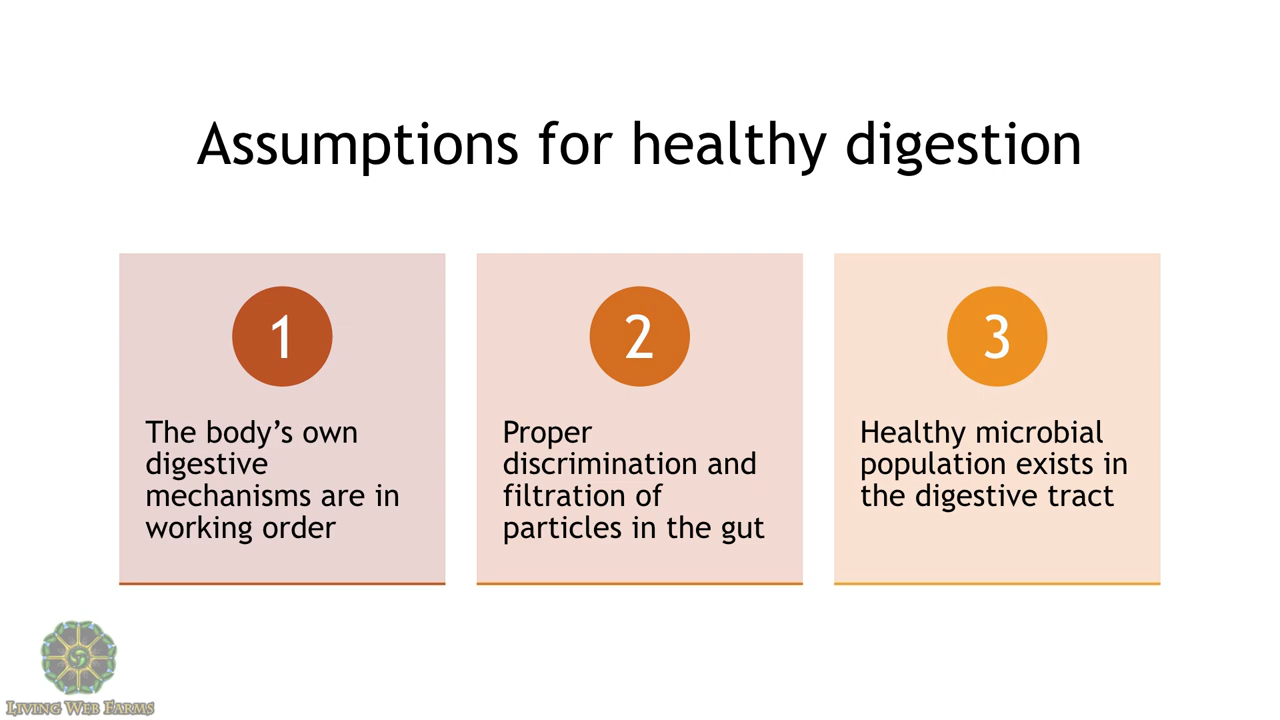 Assumptions for healthy digestion
1
The body’s own
digestive
mechanisms are in
working order
2
Proper
discrimination and
filtration of
particles in the gut
3
Healthy microbial
population exists in
the digestive tract
Living Web Farms